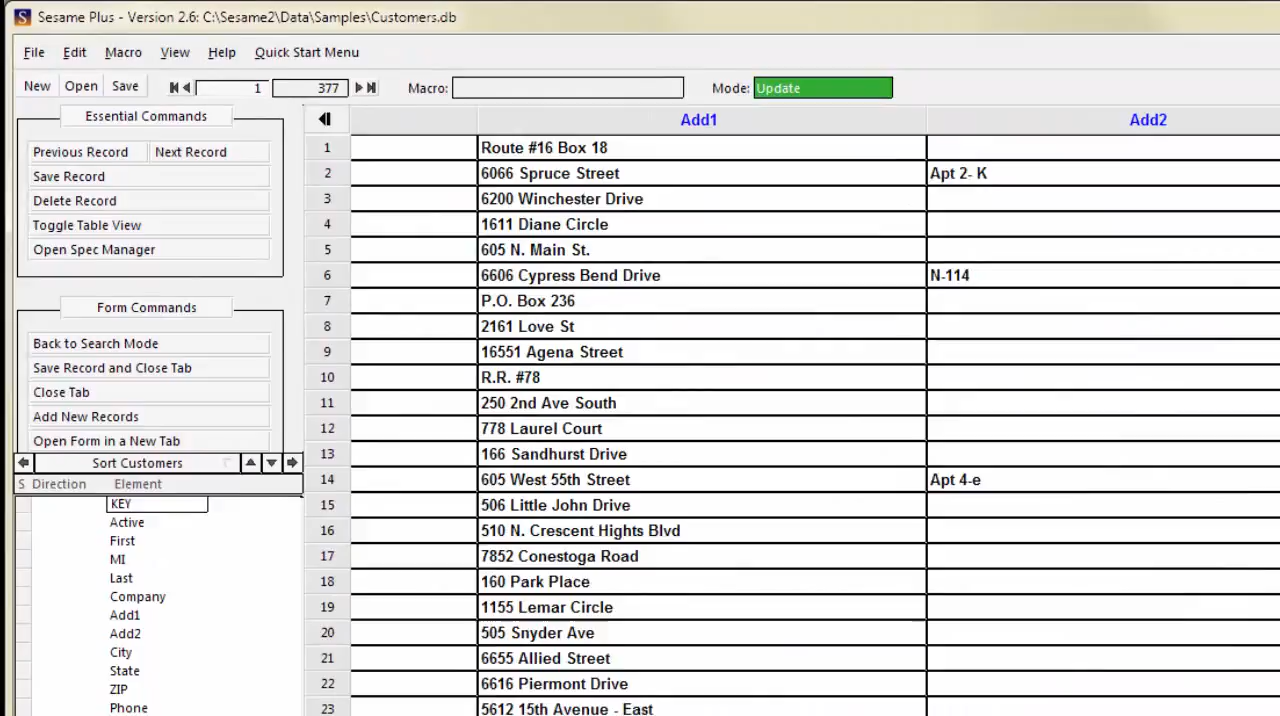 S Sesame Plus - Version 2.6: C:\Sesame2\Data\Samples\Customers.db
File Edit Macro View Help Quick Start Menu
New Open Save 1 377 Macro: Mode: Update
Essential Commands
Previous Record Next Record
Save Record
Delete Record
Toggle Table View
Open Spec Manager
Form Commands
Back to Search Mode
Save Record and Close Tab
Close Tab
Add New Records
Open Form in a New Tab
Sort Customers
S Direction Element
KEY
Active
First
MI
Last
Company
Add1
Add2
City
State
ZIP
Phone
Add1 Add2
1 Route #16 Box 18
2 6066 Spruce Street Apt 2- K
3 6200 Winchester Drive
4 1611 Diane Circle
5 605 N. Main St.
6 6606 Cypress Bend Drive N-114
7 P.O. Box 236
8 2161 Love St
9 16551 Agena Street
10 R.R. #78
11 250 2nd Ave South
12 778 Laurel Court
13 166 Sandhurst Drive
14 605 West 55th Street Apt 4-e
15 506 Little John Drive
16 510 N. Crescent Hights Blvd
17 7852 Conestoga Road
18 160 Park Place
19 1155 Lemar Circle
20 505 Snyder Ave
21 6655 Allied Street
22 6616 Piermont Drive
23 5612 15th Avenue - East